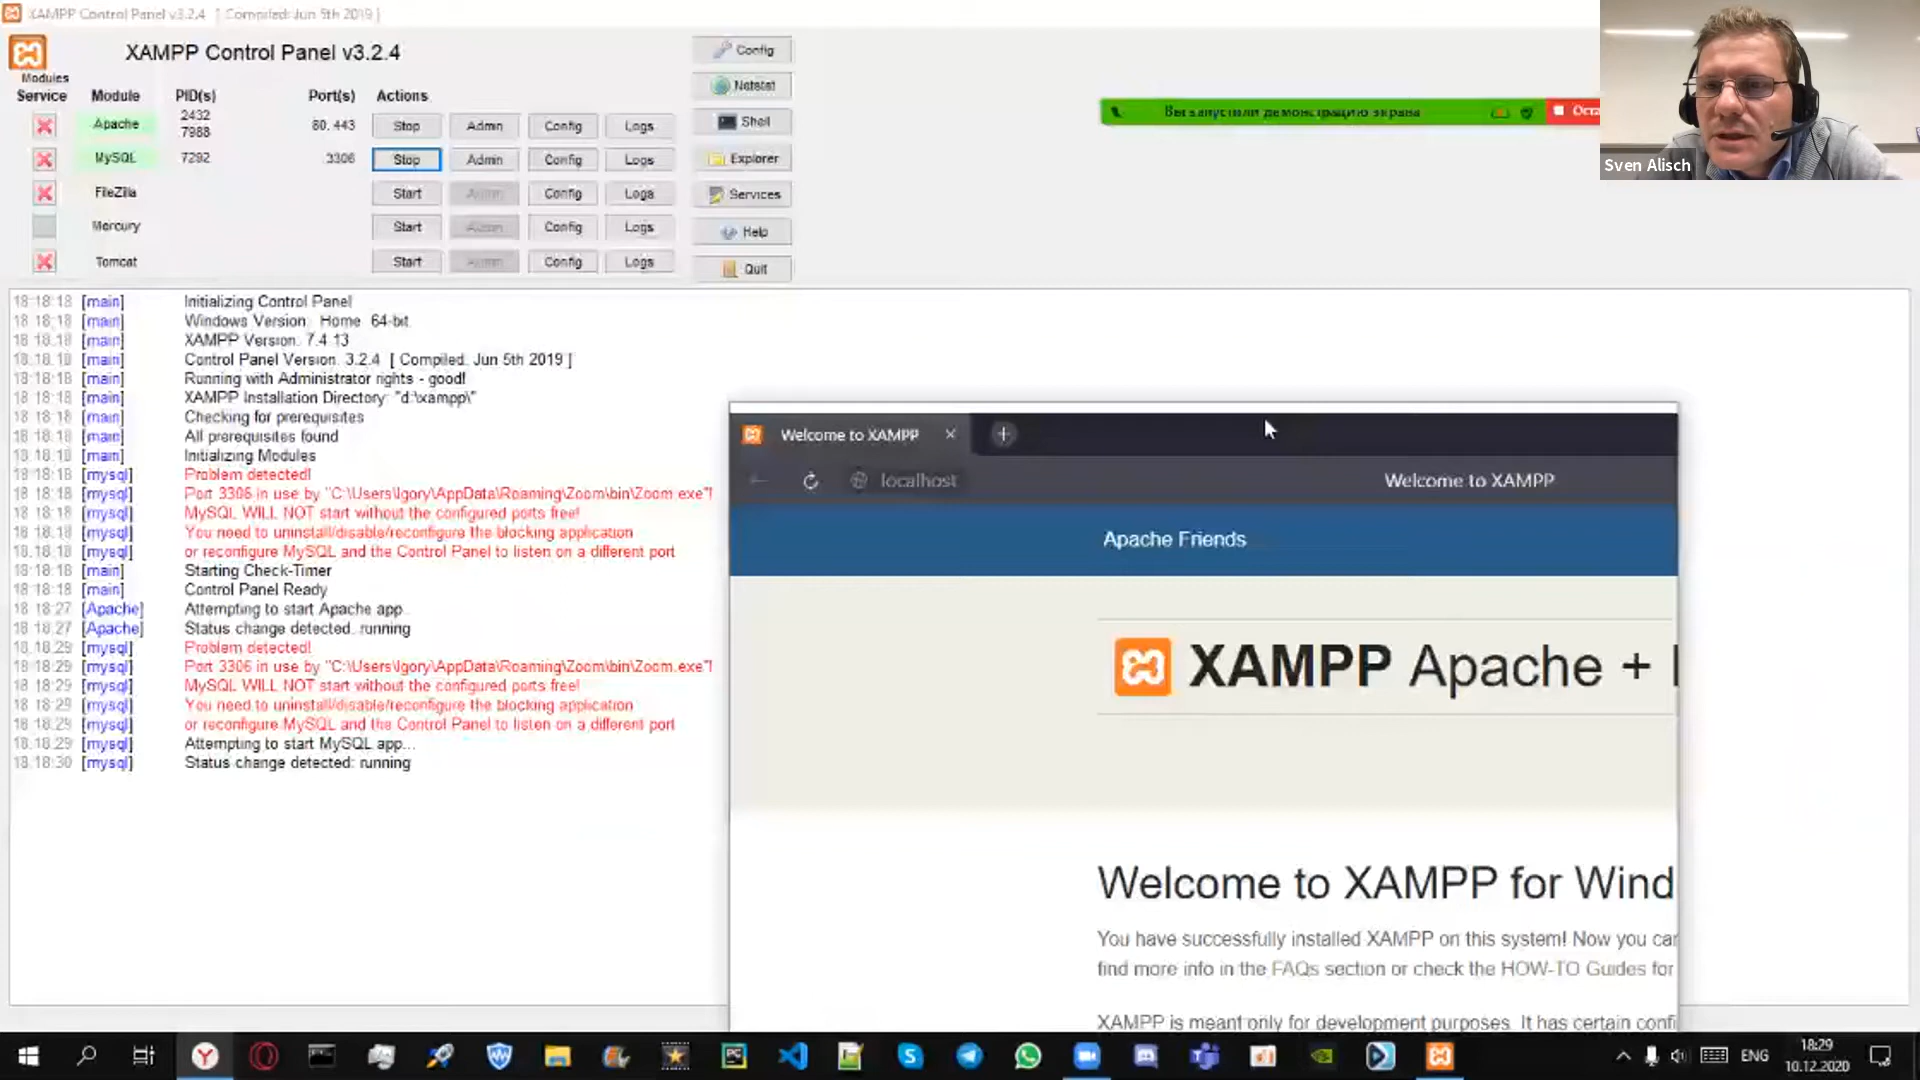 XAMPP Control Panel v3.2.4 [ Compiled: Jun 5th 2019 ]
XAMPP Control Panel v3.2.4
Modules
Service Module PID(s) Port(s) Actions
Apache 2432 7988 80, 443 Stop Admin Config Logs
MySQL 7292 3306 Stop Admin Config Logs
FileZilla Start Admin Config Logs
Mercury Start Admin Config Logs
Tomcat Start Admin Config Logs
Config
Netstat
Shell
Explorer
Services
Help
Quit
Вы запустили демонстрацию экрана
Sven Alisch
18:18:18 [main] Initializing Control Panel
18:18:18 [main] Windows Version: Home 64-bit
18:18:18 [main] XAMPP Version: 7.4.13
18:18:18 [main] Control Panel Version: 3.2.4 [ Compiled: Jun 5th 2019 ]
18:18:18 [main] Running with Administrator rights - good!
18:18:18 [main] XAMPP Installation Directory: "d:\xampp\"
18:18:18 [main] Checking for prerequisites
18:18:18 [main] All prerequisites found
18:18:18 [main] Initializing Modules
18:18:18 [mysql] Problem detected!
18:18:18 [mysql] Port 3306 in use by "C:\Users\Igory\AppData\Roaming\Zoom\bin\Zoom.exe"!
18:18:18 [mysql] MySQL WILL NOT start without the configured ports free!
18:18:18 [mysql] You need to uninstall/disable/reconfigure the blocking application
18:18:18 [mysql] or reconfigure MySQL and the Control Panel to listen on a different port
18:18:18 [main] Starting Check-Timer
18:18:18 [main] Control Panel Ready
18:18:27 [Apache] Attempting to start Apache app...
18:18:27 [Apache] Status change detected: running
18:18:29 [mysql] Problem detected!
18:18:29 [mysql] Port 3306 in use by "C:\Users\Igory\AppData\Roaming\Zoom\bin\Zoom.exe"!
18:18:29 [mysql] MySQL WILL NOT start without the configured ports free!
18:18:29 [mysql] You need to uninstall/disable/reconfigure the blocking application
18:18:29 [mysql] or reconfigure MySQL and the Control Panel to listen on a different port
18:18:29 [mysql] Attempting to start MySQL app...
18:18:30 [mysql] Status change detected: running
Welcome to XAMPP
localhost Welcome to XAMPP
Apache Friends
XAMPP Apache +
Welcome to XAMPP for Wind
You have successfully installed XAMPP on this system! Now you can
find more info in the FAQs section or check the HOW-TO Guides for
XAMPP is meant only for development purposes. It has certain confi
ENG
18:29
10.12.2020